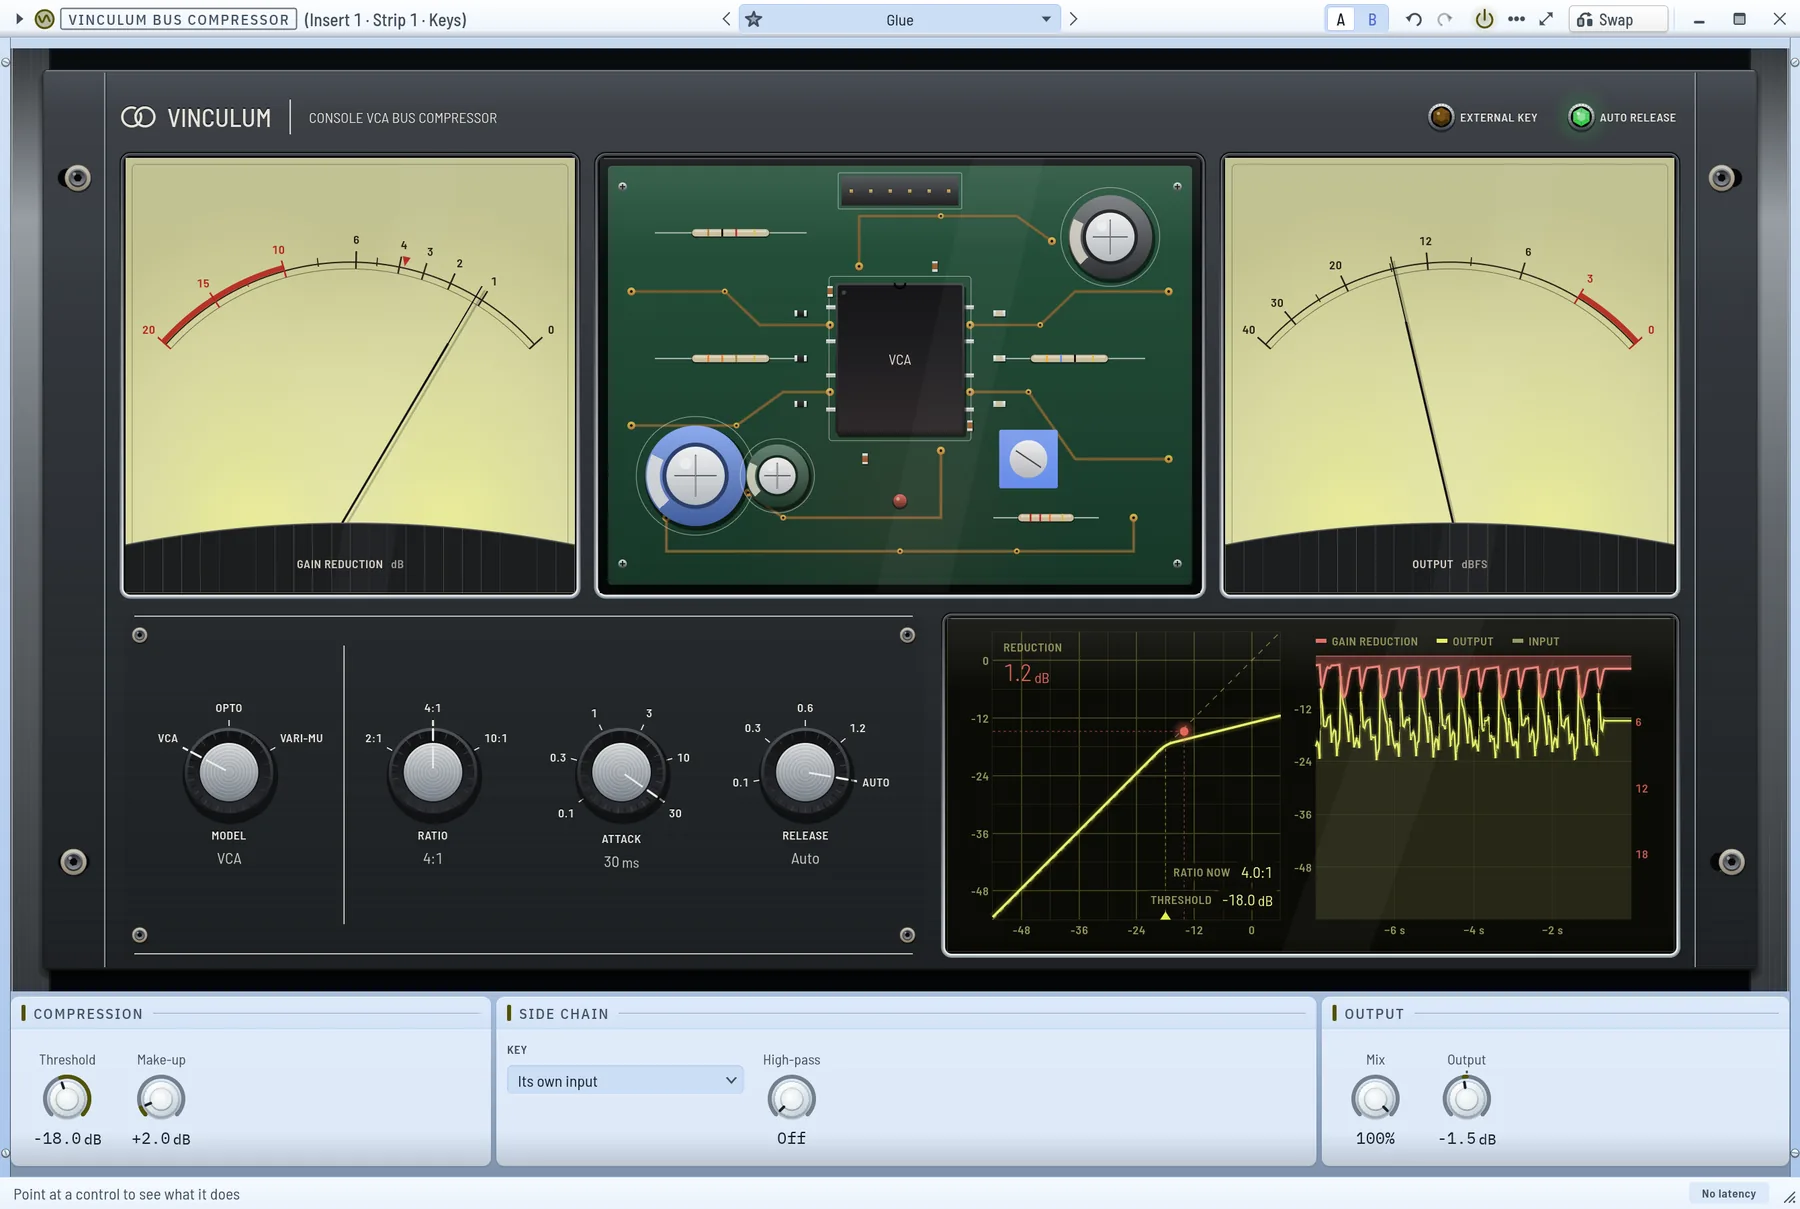 VINCULUM BUS COMPRESSOR (Insert 1 · Strip 1 · Keys)
Glue
A B
Swap
VINCULUM
CONSOLE VCA BUS COMPRESSOR
EXTERNAL KEY
AUTO RELEASE
20 15 10 6 4 3 2 1 0
GAIN REDUCTION dB
VCA
40 30 20 12 6 3 0
OUTPUT dBFS
OPTO
VCA VARI-MU
MODEL
VCA
4:1
2:1 10:1
RATIO
4:1
1 3
0.3 10
0.1 30
ATTACK
30 ms
0.6
0.3 1.2
0.1 AUTO
RELEASE
Auto
REDUCTION
1.2 dB
0
-12
-24
-36
-48
RATIO NOW 4.0:1
THRESHOLD -18.0 dB
-48 -36 -24 -12 0
GAIN REDUCTION OUTPUT INPUT
-12
-24
-36
-48
6
12
18
-6 s -4 s -2 s
COMPRESSION
Threshold Make-up
-18.0 dB +2.0 dB
SIDE CHAIN
KEY
Its own input
High-pass
Off
OUTPUT
Mix Output
100% -1.5 dB
Point at a control to see what it does
No latency